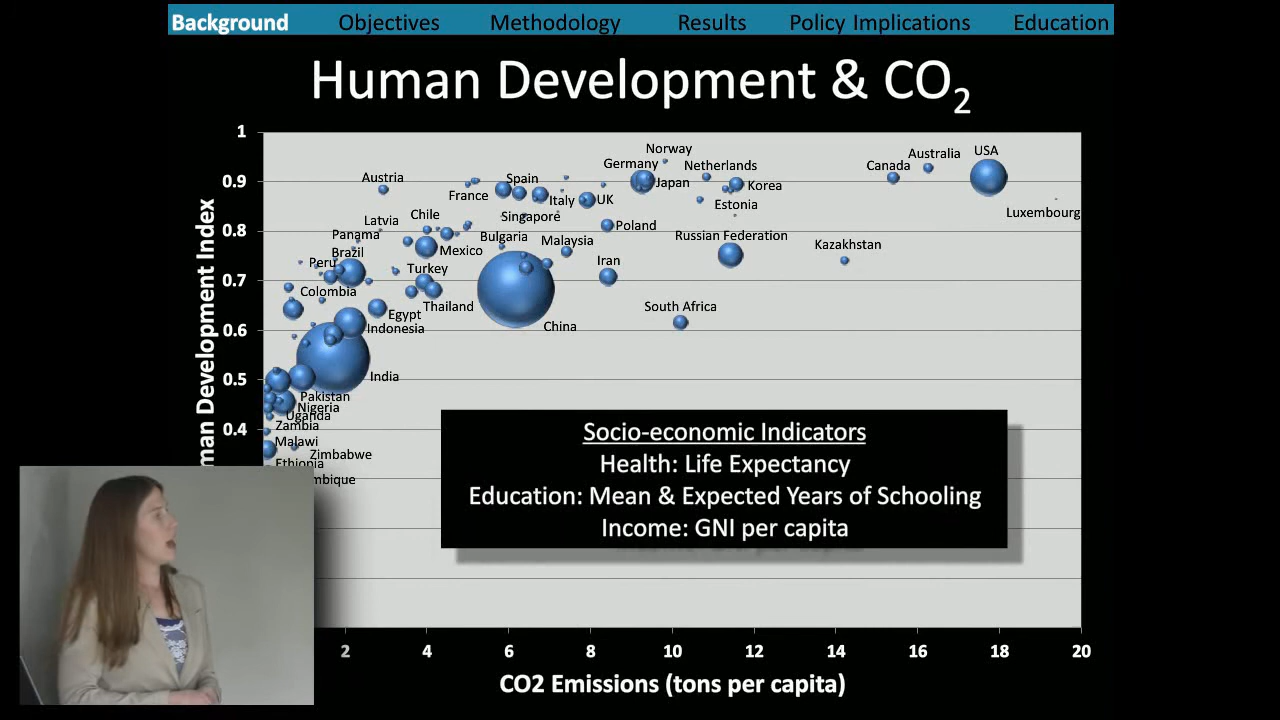 Background Objectives Methodology Results Policy Implications Education
Human Development & CO2
1
0.9
0.8
0.7
0.6
0.5
0.4
man Development Index
Norway
Austria
Germany
Netherlands
Canada
Australia
USA
France
Spain
Japan
Korea
Italy
UK
Estonia
Luxembourg
Latvia
Chile
Singapore
Poland
Panama
Bulgaria
Malaysia
Russian Federation
Kazakhstan
Brazil
Mexico
Peru
Turkey
Iran
Colombia
Thailand
South Africa
Egypt
Indonesia
China
India
Pakistan
Nigeria
Uganda
Zambia
Malawi
Zimbabwe
Ethiopia
mbique
Socio-economic Indicators
Health: Life Expectancy
Education: Mean & Expected Years of Schooling
Income: GNI per capita
2 4 6 8 10 12 14 16 18 20
CO2 Emissions (tons per capita)